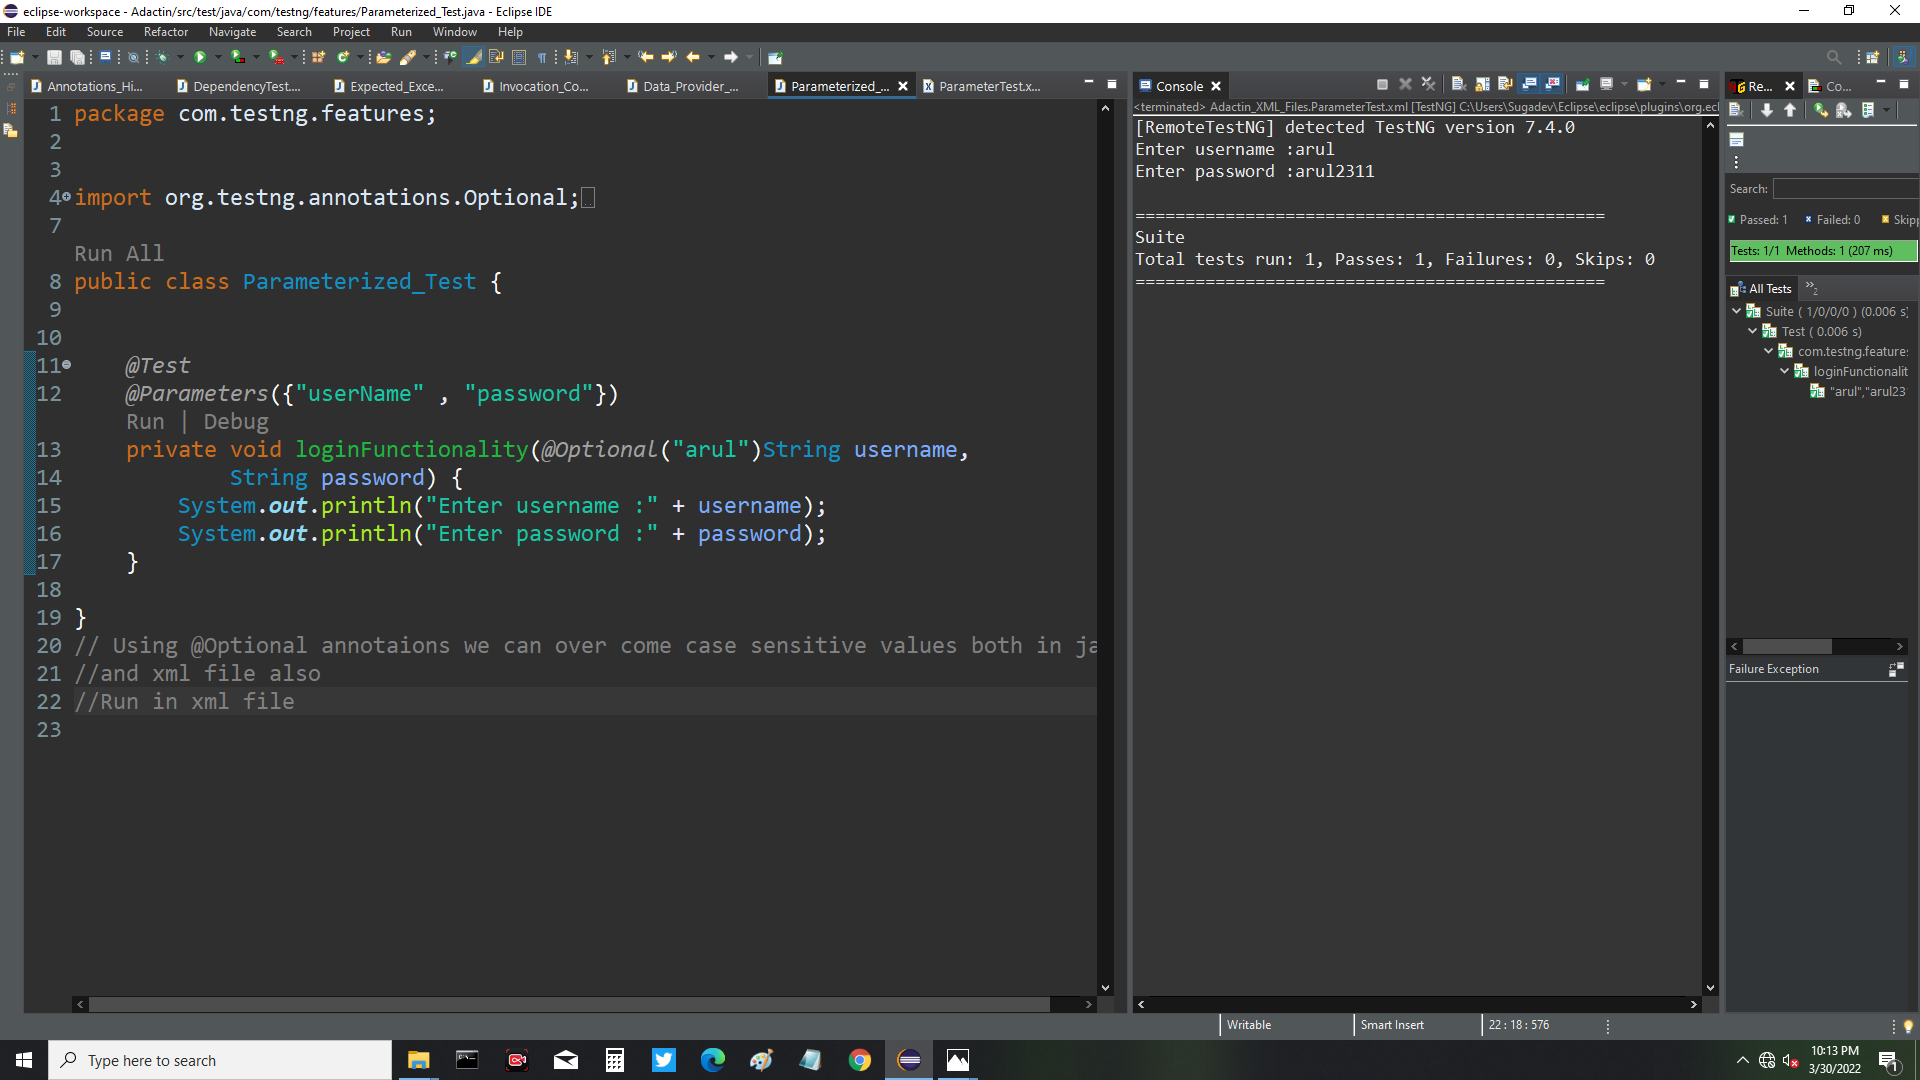 eclipse-workspace - Adactin/src/test/java/com/testng/features/Parameterized_Test.java - Eclipse IDE
File Edit Source Refactor Navigate Search Project Run Window Help
Annotations_Hi... DependencyTest.... Expected_Exce... Invocation_Co... Data_Provider_... Parameterized_... ParameterTest.x...
1 package com.testng.features;
2
3
4 import org.testng.annotations.Optional;
7
Run All
8 public class Parameterized_Test {
9
10
11 @Test
12 @Parameters({"userName" , "password"})
Run | Debug
13 private void loginFunctionality(@Optional("arul")String username,
14 String password) {
15 System.out.println("Enter username :" + username);
16 System.out.println("Enter password :" + password);
17 }
18
19 }
20 // Using @Optional annotaions we can over come case sensitive values both in ja
21 //and xml file also
22 //Run in xml file
23
Console
<terminated> Adactin_XML_Files.ParameterTest.xml [TestNG] C:\Users\Sugadev\Eclipse\eclipse\plugins\org.ecl
[RemoteTestNG] detected TestNG version 7.4.0
Enter username :arul
Enter password :arul2311
===============================================
Suite
Total tests run: 1, Passes: 1, Failures: 0, Skips: 0
===============================================
Re... Co...
Search:
Passed: 1 Failed: 0 Skipp
Tests: 1/1 Methods: 1 (207 ms)
All Tests »2
Suite ( 1/0/0/0 ) (0.006 s)
Test ( 0.006 s)
com.testng.features
loginFunctionalit
"arul","arul23
Failure Exception
Writable Smart Insert 22 : 18 : 576
Type here to search
10:13 PM
3/30/2022
1